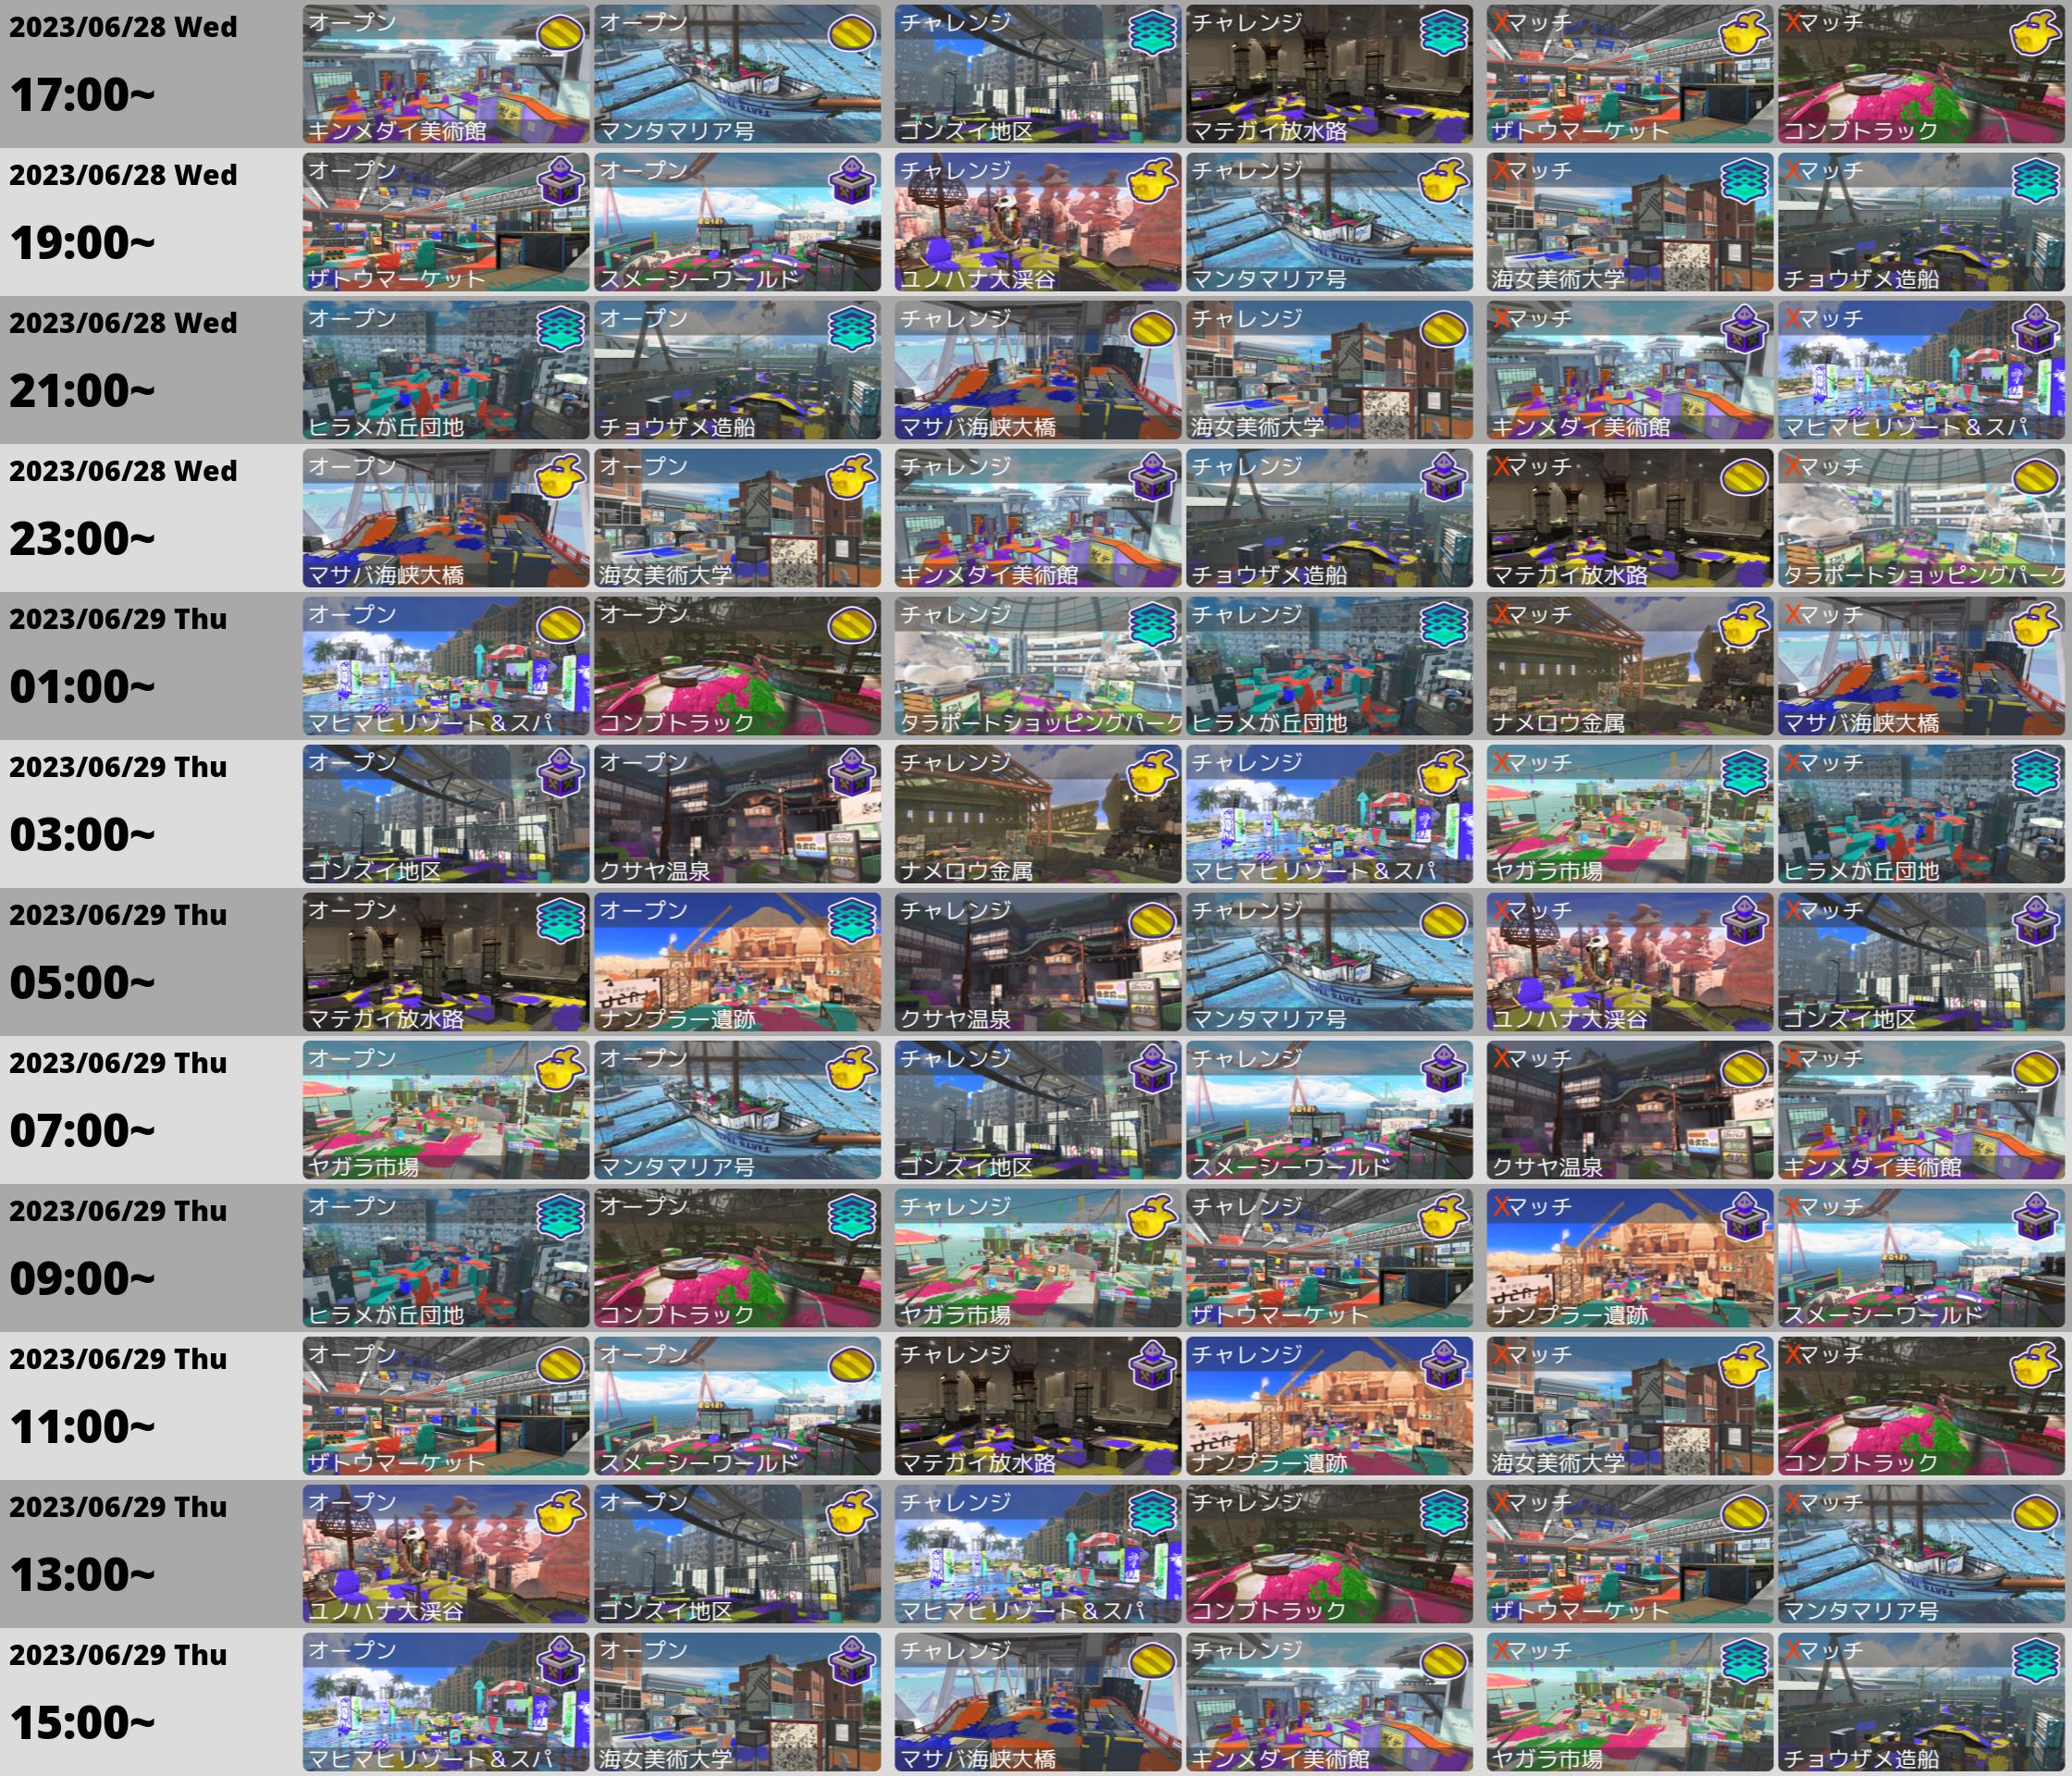 2023/06/28 Wed
17:00~
オープン
キンメダイ美術館
オープン
マンタマリア号
チャレンジ
ゴンズイ地区
チャレンジ
マテガイ放水路
Xマッチ
ザトウマーケット
Xマッチ
コンブトラック
2023/06/28 Wed
19:00~
オープン
ザトウマーケット
オープン
スメーシーワールド
チャレンジ
ユノハナ大渓谷
チャレンジ
マンタマリア号
Xマッチ
海女美術大学
Xマッチ
チョウザメ造船
2023/06/28 Wed
21:00~
オープン
ヒラメが丘団地
オープン
チョウザメ造船
チャレンジ
マサバ海峡大橋
チャレンジ
海女美術大学
Xマッチ
キンメダイ美術館
Xマッチ
マヒマヒリゾート&スパ
2023/06/28 Wed
23:00~
オープン
マサバ海峡大橋
オープン
海女美術大学
チャレンジ
キンメダイ美術館
チャレンジ
チョウザメ造船
Xマッチ
マテガイ放水路
Xマッチ
タラポートショッピングパーク
2023/06/29 Thu
01:00~
オープン
マヒマヒリゾート&スパ
オープン
コンブトラック
チャレンジ
タラポートショッピングパーク
チャレンジ
ヒラメが丘団地
Xマッチ
ナメロウ金属
Xマッチ
マサバ海峡大橋
2023/06/29 Thu
03:00~
オープン
ゴンズイ地区
オープン
クサヤ温泉
チャレンジ
ナメロウ金属
チャレンジ
マヒマヒリゾート&スパ
Xマッチ
ヤガラ市場
Xマッチ
ヒラメが丘団地
2023/06/29 Thu
05:00~
オープン
マテガイ放水路
オープン
ナンプラー遺跡
チャレンジ
クサヤ温泉
チャレンジ
マンタマリア号
Xマッチ
ユノハナ大渓谷
Xマッチ
ゴンズイ地区
2023/06/29 Thu
07:00~
オープン
ヤガラ市場
オープン
マンタマリア号
チャレンジ
ゴンズイ地区
チャレンジ
スメーシーワールド
Xマッチ
クサヤ温泉
Xマッチ
キンメダイ美術館
2023/06/29 Thu
09:00~
オープン
ヒラメが丘団地
オープン
コンブトラック
チャレンジ
ヤガラ市場
チャレンジ
ザトウマーケット
Xマッチ
ナンプラー遺跡
Xマッチ
スメーシーワールド
2023/06/29 Thu
11:00~
オープン
ザトウマーケット
オープン
スメーシーワールド
チャレンジ
マテガイ放水路
チャレンジ
ナンプラー遺跡
Xマッチ
海女美術大学
Xマッチ
コンブトラック
2023/06/29 Thu
13:00~
オープン
ユノハナ大渓谷
オープン
ゴンズイ地区
チャレンジ
マヒマヒリゾート&スパ
チャレンジ
コンブトラック
Xマッチ
ザトウマーケット
Xマッチ
マンタマリア号
2023/06/29 Thu
15:00~
オープン
マヒマヒリゾート&スパ
オープン
海女美術大学
チャレンジ
マサバ海峡大橋
チャレンジ
キンメダイ美術館
Xマッチ
ヤガラ市場
Xマッチ
チョウザメ造船